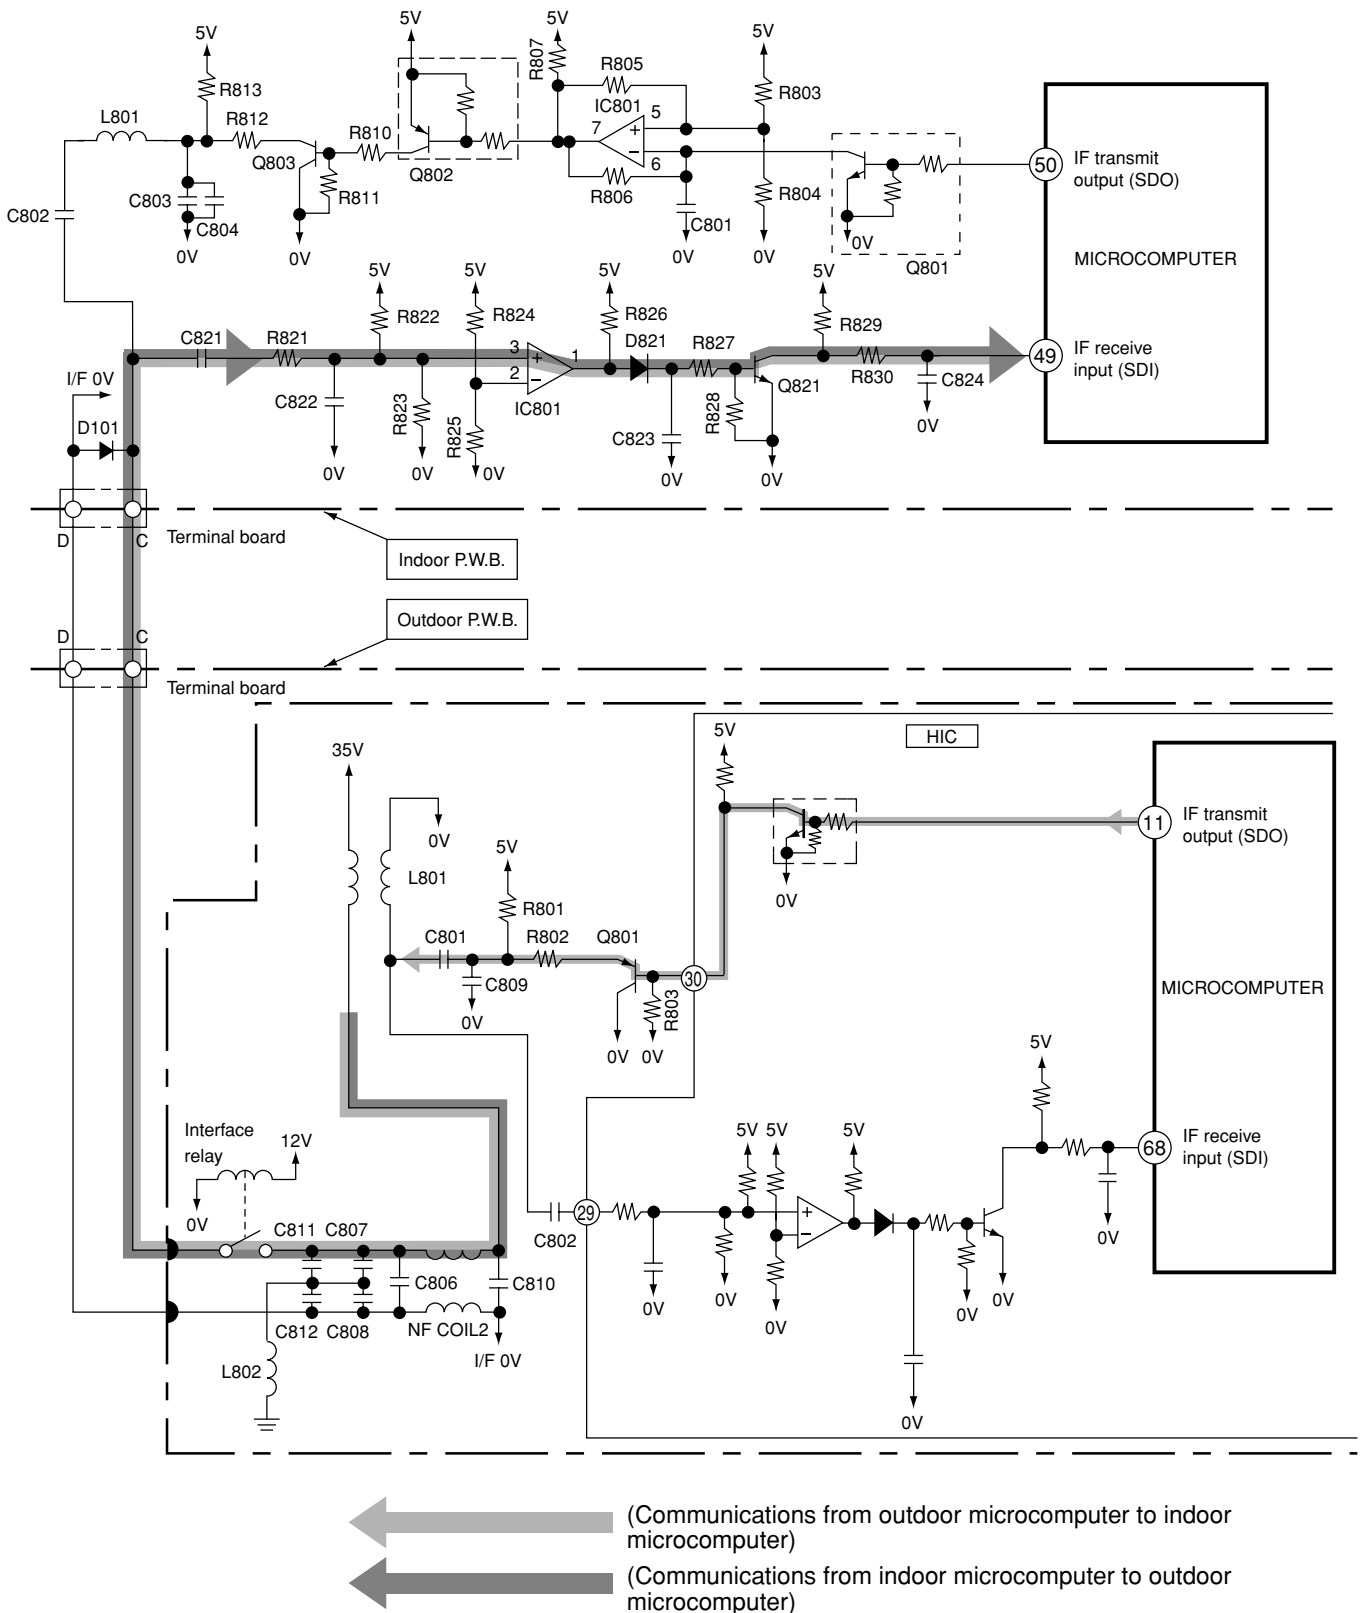 5V
5V
5V
5V
R807
R805
R813
IC801
R803
L801
R812
R810
7
5
+
−
6
50
IF transmit
output (SDO)
Q803
Q802
C803
R811
R806
R804
C802
C804
C801
0V
0V
0V
0V
0V
Q801
MICROCOMPUTER
5V
5V
5V
5V
C821
R821
R822
R824
R826
R829
D821
R827
3
+
2
−
1
49
IF receive
input (SDI)
I/F 0V
R830
C824
Q821
C822
R823
R825
IC801
R828
D101
C823
0V
0V
0V
0V
0V
0V
0V
D
C
Terminal board
Indoor P.W.B.
Outdoor P.W.B.
D
C
Terminal board
HIC
35V
5V
11
IF transmit
output (SDO)
0V
5V
L801
0V
R801
C801
R802
Q801
C809
30
R803
MICROCOMPUTER
0V
0V
0V
5V
Interface
relay
12V
5V
5V
5V
68
IF receive
input (SDI)
0V
C802
29
+
−
0V
C811
C807
C806
C810
0V
0V
0V
0V
0V
C812
C808
NF COIL2
I/F 0V
L802
0V
(Communications from outdoor microcomputer to indoor
microcomputer)
(Communications from indoor microcomputer to outdoor
microcomputer)